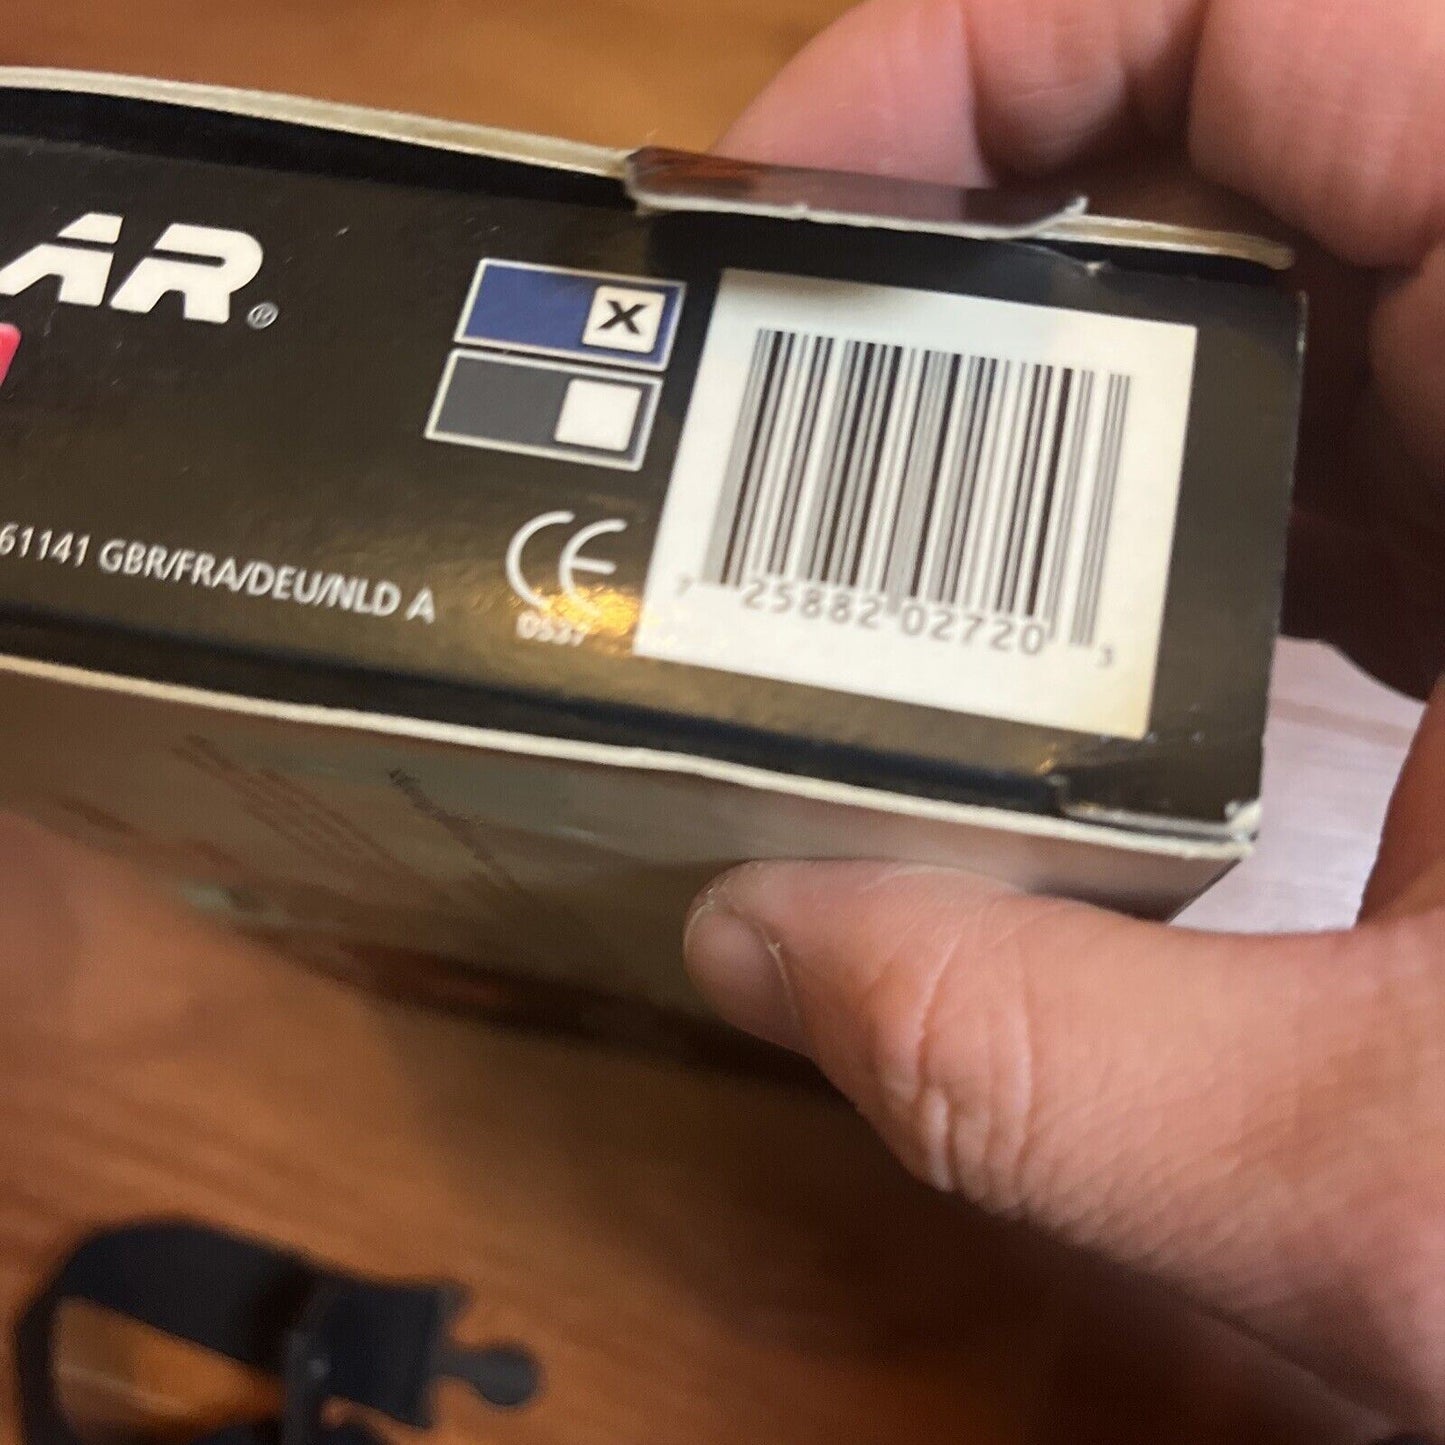 AR®
X
61141 GBR/FRA/DEU/NLD A
CE
0537
7 25882 02720 3